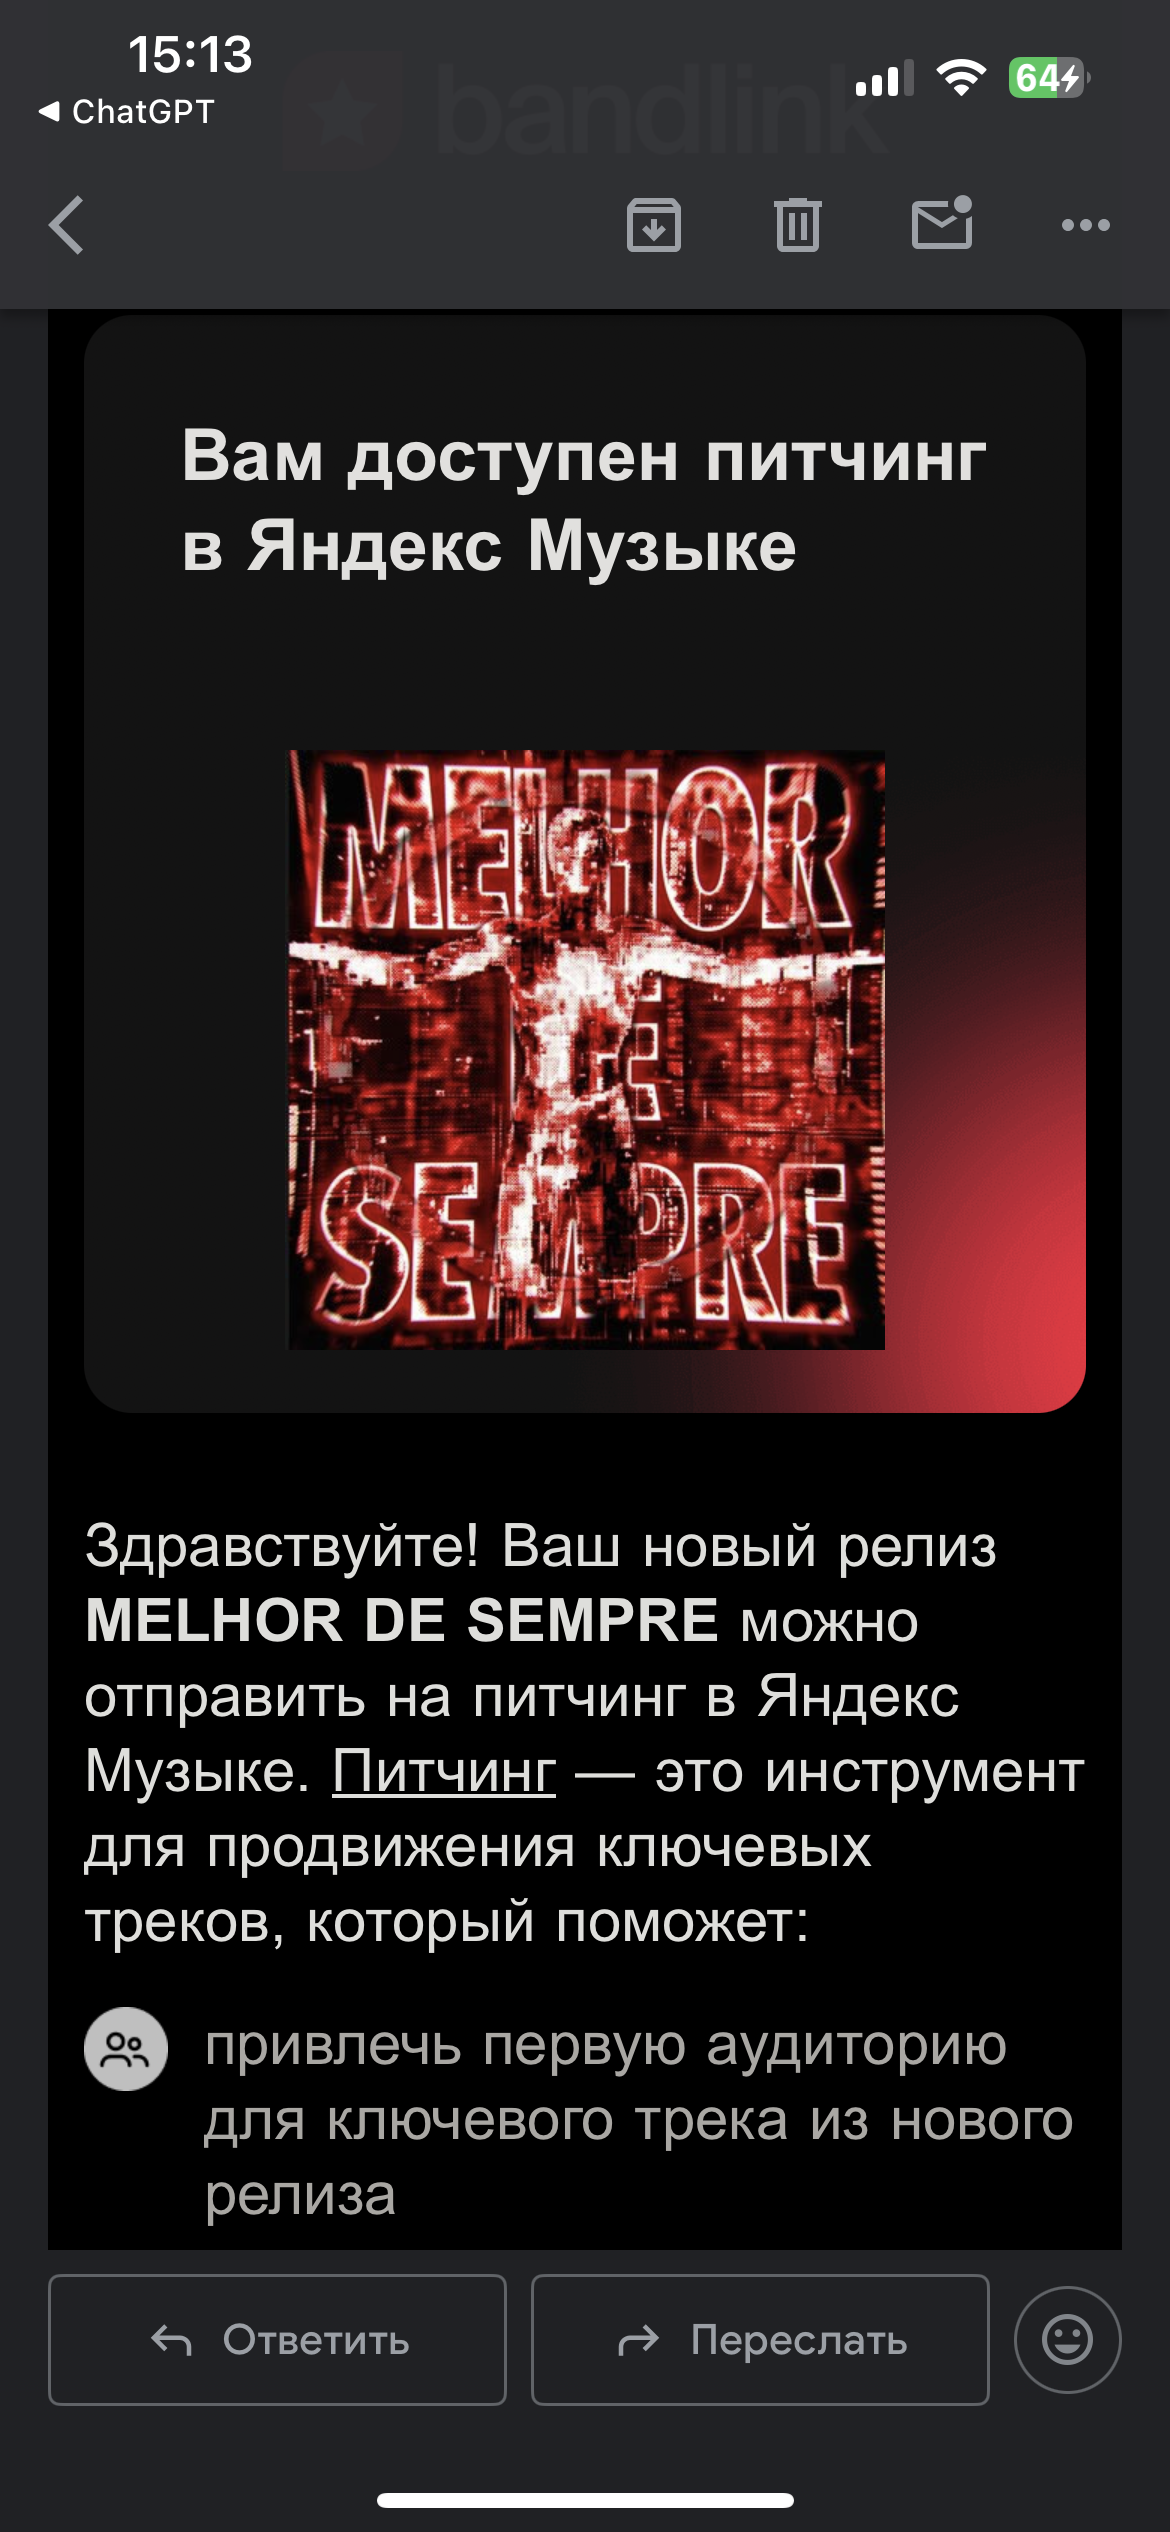 15:13
64
ChatGPT
bandlink
Вам доступен питчинг
в Яндекс Музыке
MELHOR
DE
SEMPRE
Здравствуйте! Ваш новый релиз
MELHOR DE SEMPRE можно
отправить на питчинг в Яндекс
Музыке. Питчинг — это инструмент
для продвижения ключевых
треков, который поможет:
привлечь первую аудиторию
для ключевого трека из нового
релиза
Ответить
Переслать